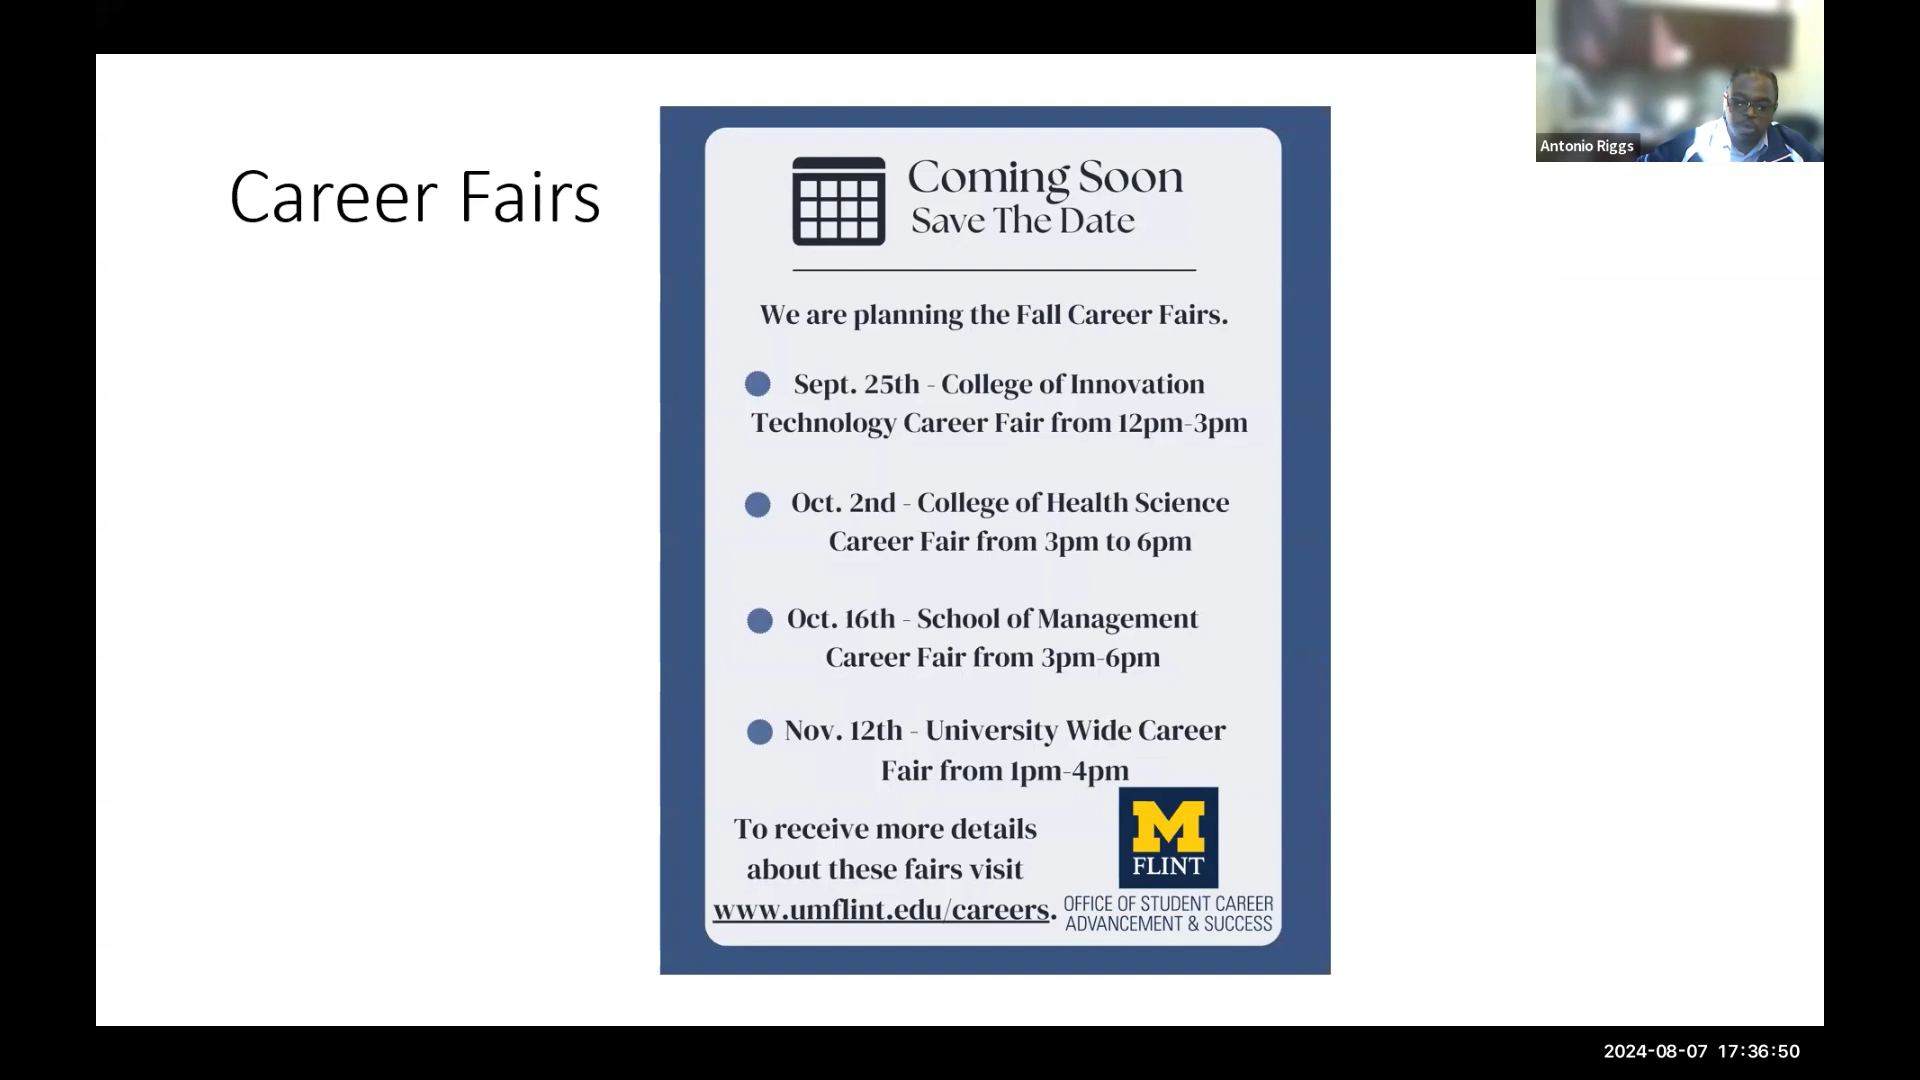 Career Fairs
Coming Soon
Save The Date
We are planning the Fall Career Fairs.
Sept. 25th - College of Innovation
Technology Career Fair from 12pm-3pm
Oct. 2nd - College of Health Science
Career Fair from 3pm to 6pm
Oct. 16th - School of Management
Career Fair from 3pm-6pm
Nov. 12th - University Wide Career
Fair from 1pm-4pm
To receive more details
about these fairs visit
www.umflint.edu/careers.
M
FLINT
OFFICE OF STUDENT CAREER
ADVANCEMENT & SUCCESS
Antonio Riggs
2024-08-07 17:36:50